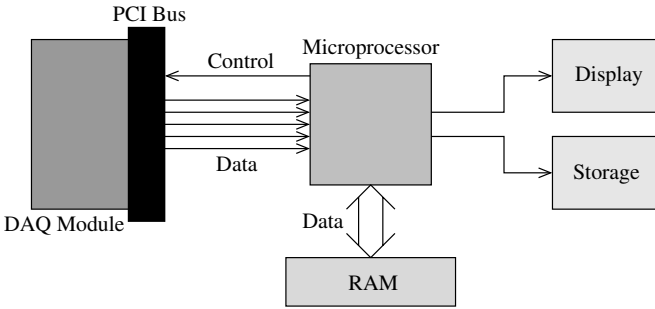 PCI Bus
Microprocessor
Control
Display
Data
Storage
DAQ Module
Data
RAM